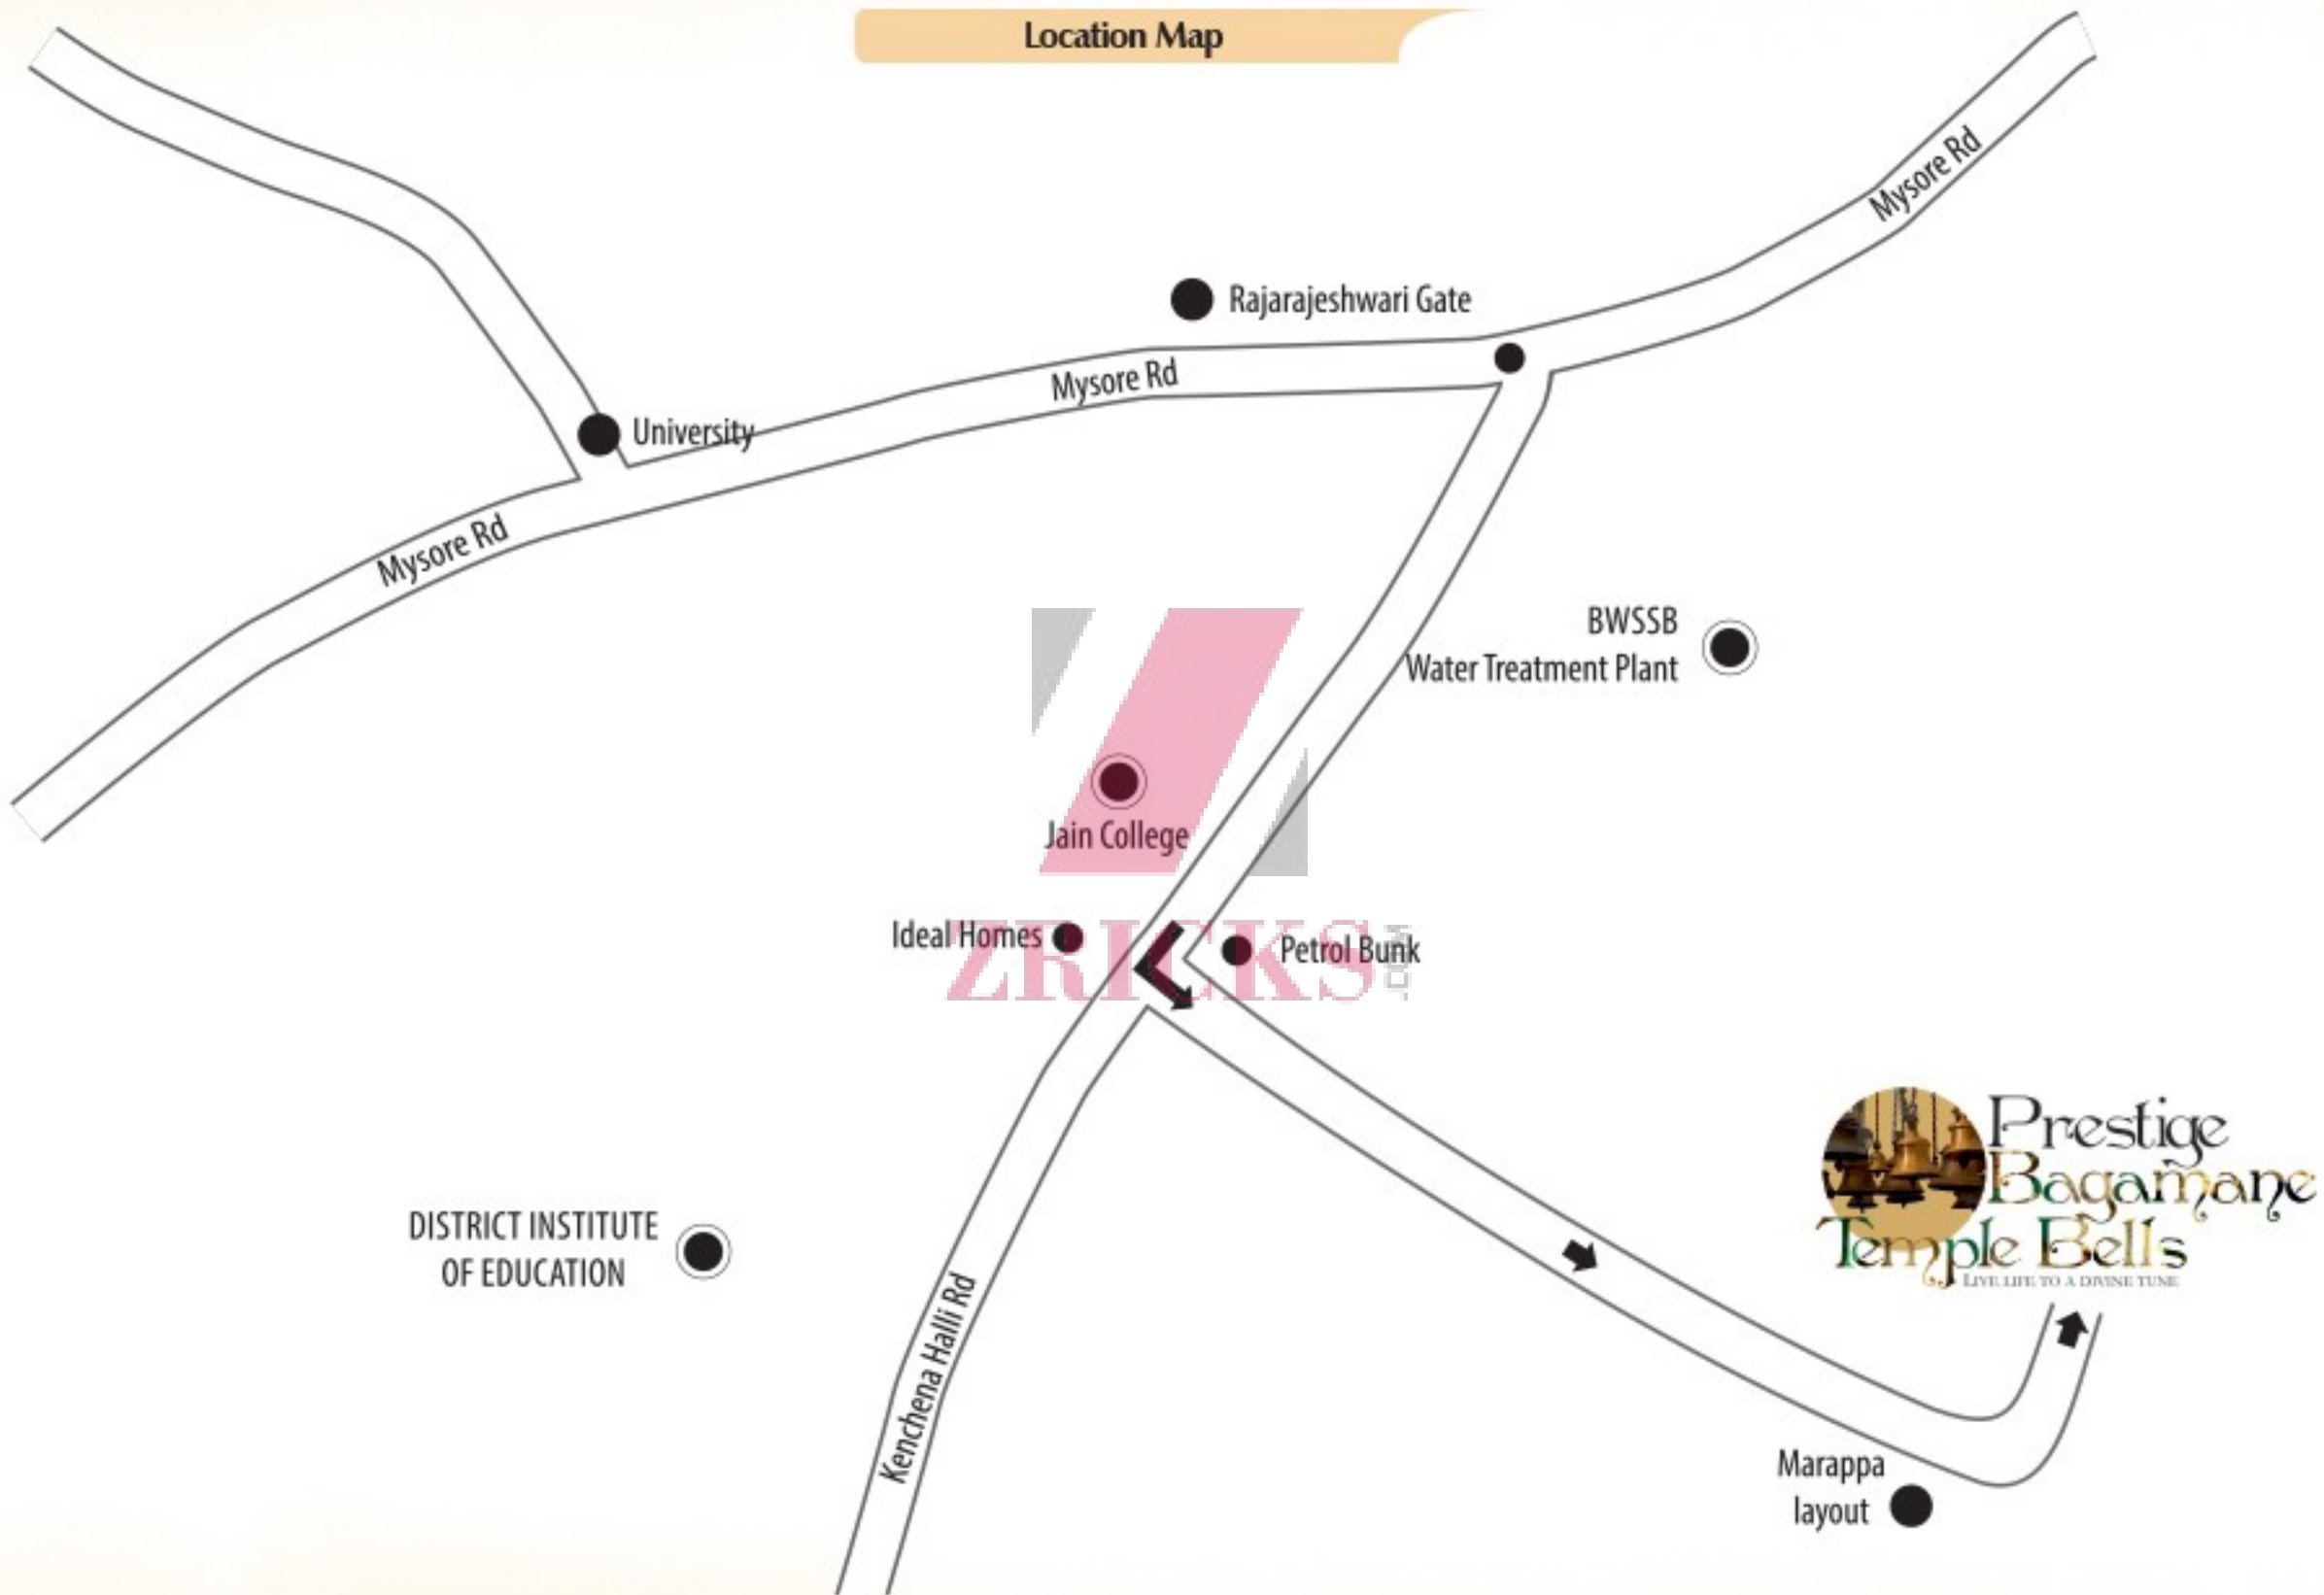 Location Map
Mysore Rd
Rajarajeshwari Gate
Mysore Rd
University
Mysore Rd
BWSSB
Water Treatment Plant
Jain College
Ideal Homes
Petrol Bunk
ZRICKS
.COM
Prestige
Bagamane
Temple Bells
LIVE LIFE TO A DIVINE TUNE
DISTRICT INSTITUTE
OF EDUCATION
Kenchena Halli Rd
Marappa
layout